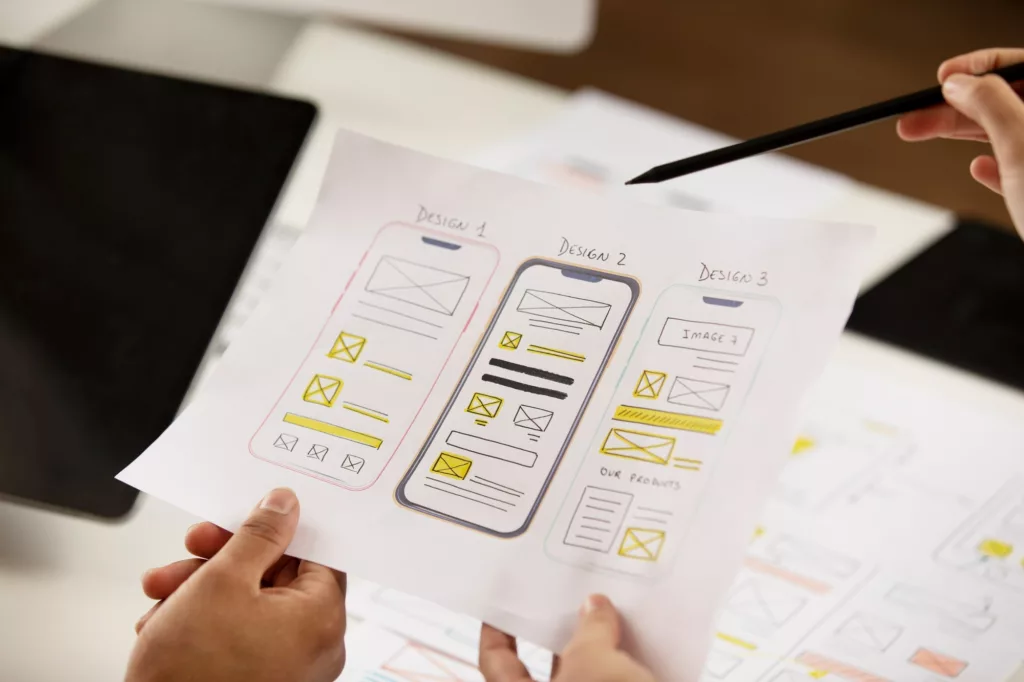 DESIGN 1
DESIGN 2
DESIGN 3
IMAGE 7
OUR PRODUCTS